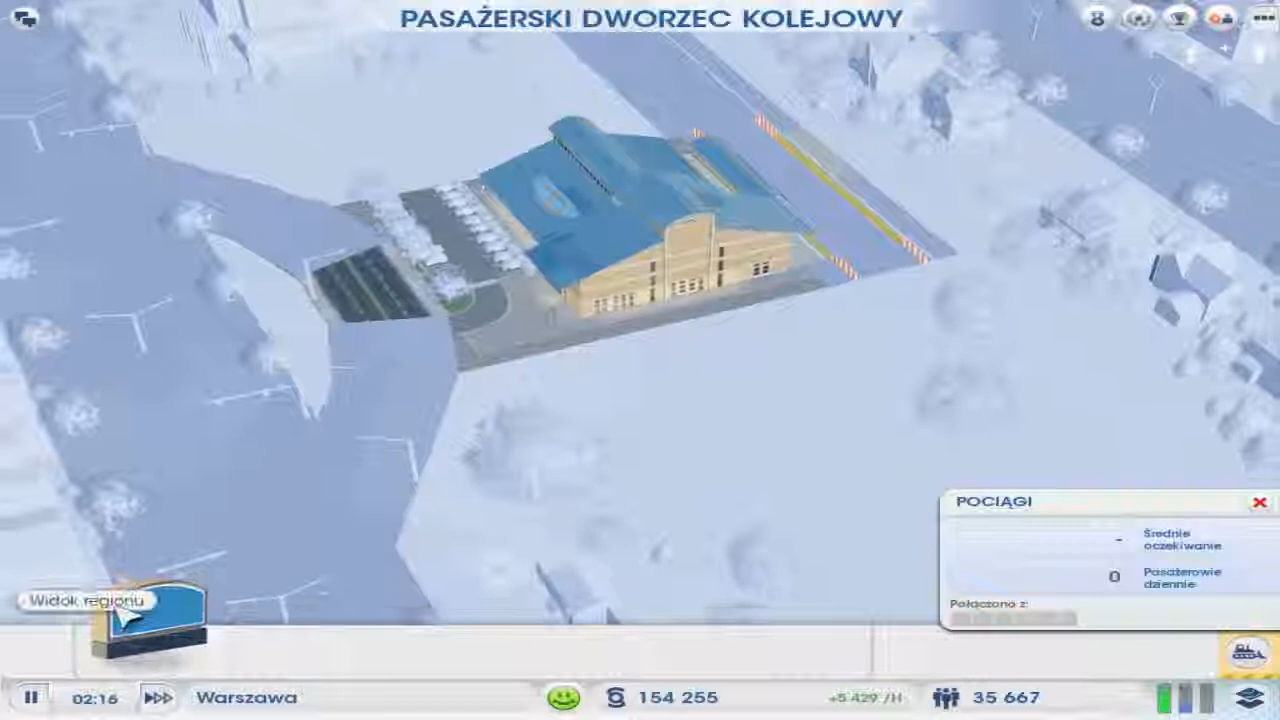 PASAŻERSKI DWORZEC KOLEJOWY
POCIĄGI
- Średnie
oczekiwanie
0 Pasażerowie
dziennie
Połączono z:
Widok regionu
02:16 Warszawa 154 255 +5 429 /H 35 667